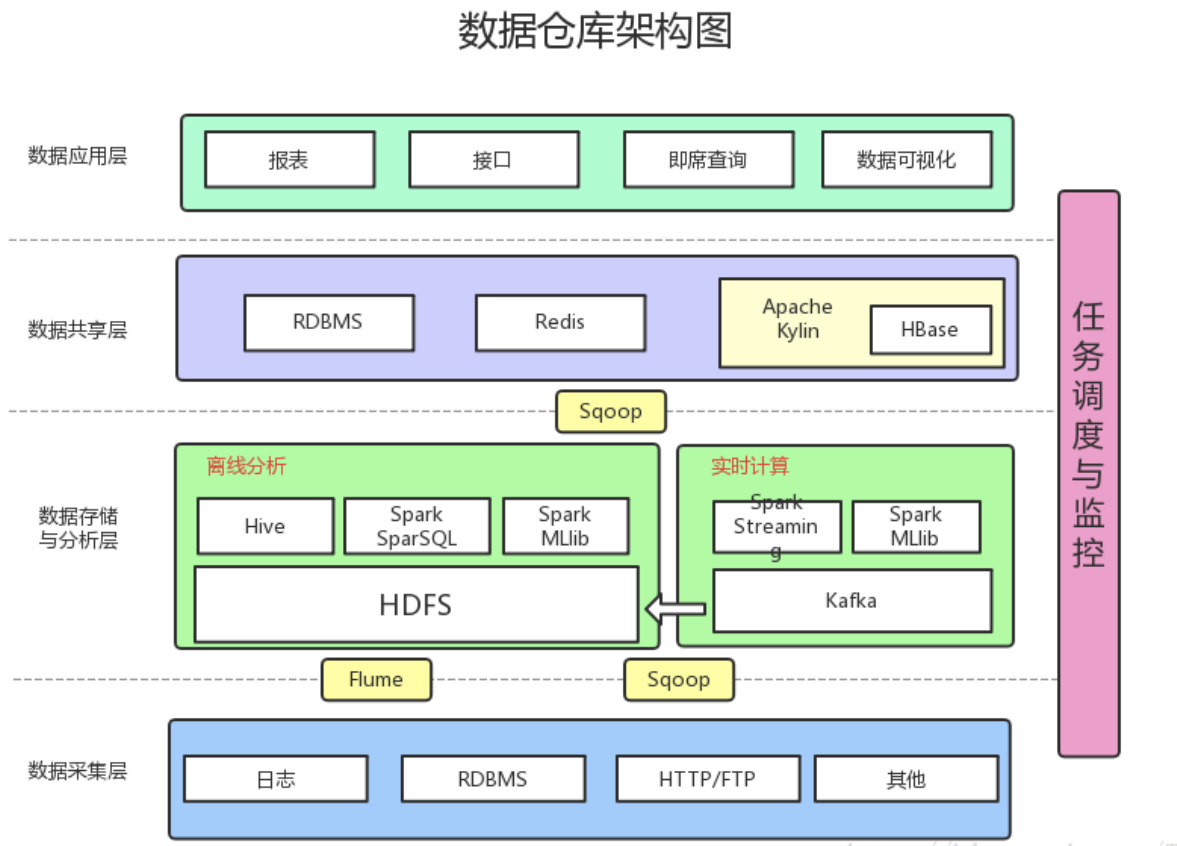 数据仓库架构图
数据应用层
报表
接口
即席查询
数据可视化
数据共享层
RDBMS
Redis
Apache
Kylin
HBase
Sqoop
数据存储
与分析层
离线分析
Hive
Spark
SparSQL
Spark
MLlib
HDFS
实时计算
Spark
Streamin
g
Spark
MLlib
Kafka
Flume
Sqoop
数据采集层
日志
RDBMS
HTTP/FTP
其他
任
务
调
度
与
监
控